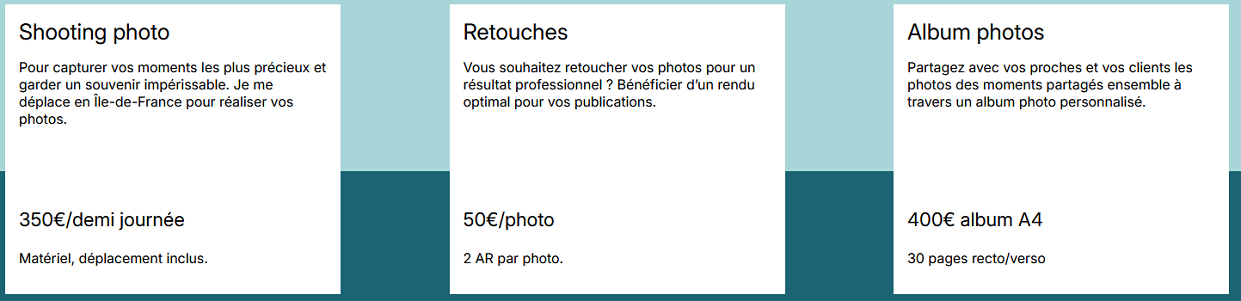 Shooting photo
Pour capturer vos moments les plus précieux et
garder un souvenir impérissable. Je me
déplace en Île-de-France pour réaliser vos
photos.
350€/demi journée
Matériel, déplacement inclus.
Retouches
Vous souhaitez retoucher vos photos pour un
résultat professionnel ? Bénéficier d’un rendu
optimal pour vos publications.
50€/photo
2 AR par photo.
Album photos
Partagez avec vos proches et vos clients les
photos des moments partagés ensemble à
travers un album photo personnalisé.
400€ album A4
30 pages recto/verso